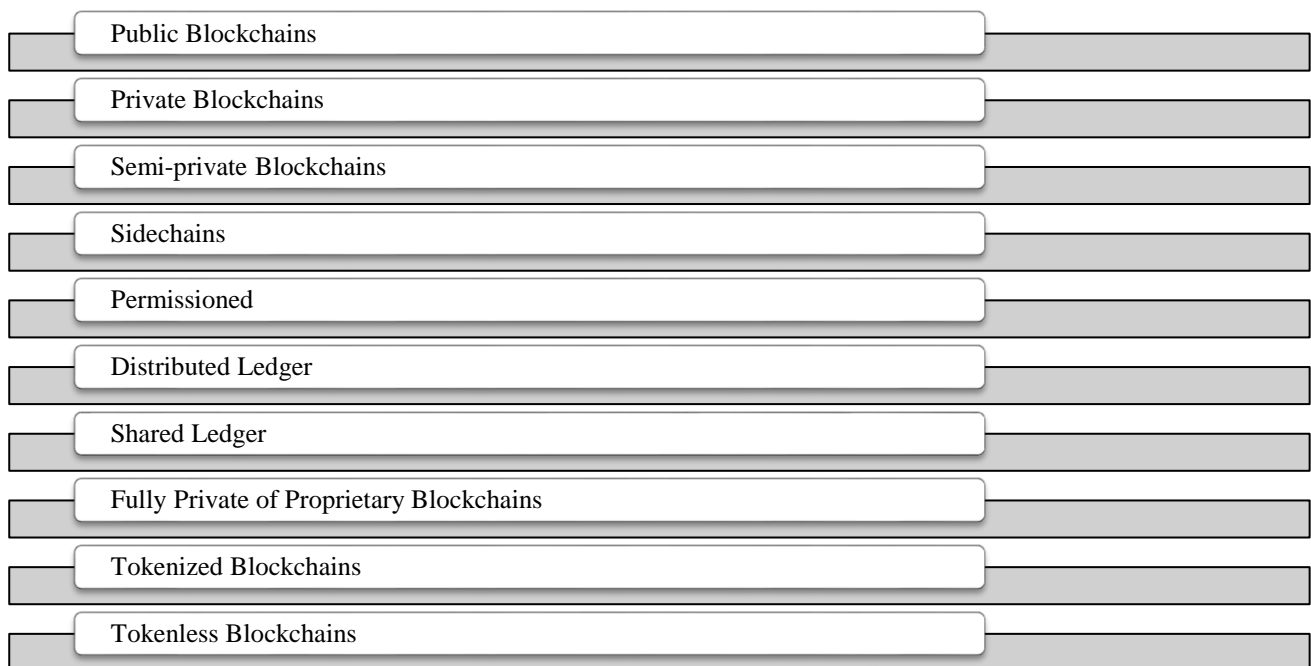 Public Blockchains
Private Blockchains
Semi-private Blockchains
Sidechains
Permissioned
Distributed Ledger
Shared Ledger
Fully Private of Proprietary Blockchains
Tokenized Blockchains
Tokenless Blockchains